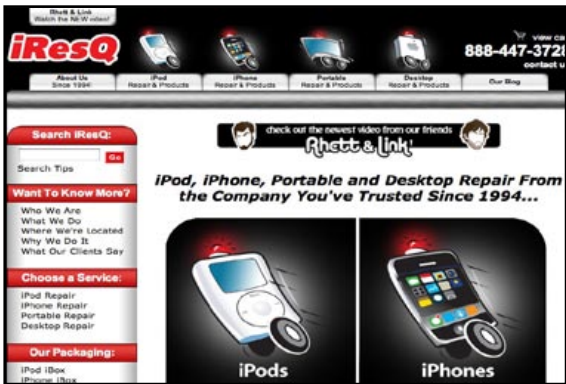 Rhett & Link
Watch the NEW video!
iResQ
view ca
888-447-3728
contact u
About Us
Since 1994!
iPod
Repair & Products
iPhone
Repair & Products
Portable
Repair & Products
Desktop
Repair & Products
Our Blog
Search iResQ:
Go
Search Tips
Want To Know More?
Who We Are
What We Do
Where We're Located
Why We Do It
What Our Clients Say
Choose a Service:
iPod Repair
iPhone Repair
Portable Repair
Desktop Repair
Our Packaging:
iPod iBox
iPhone iBox
check out the newest video from our friends
Rhett & Link!
iPod, iPhone, Portable and Desktop Repair From
the Company You've Trusted Since 1994...
iPods
iPhones